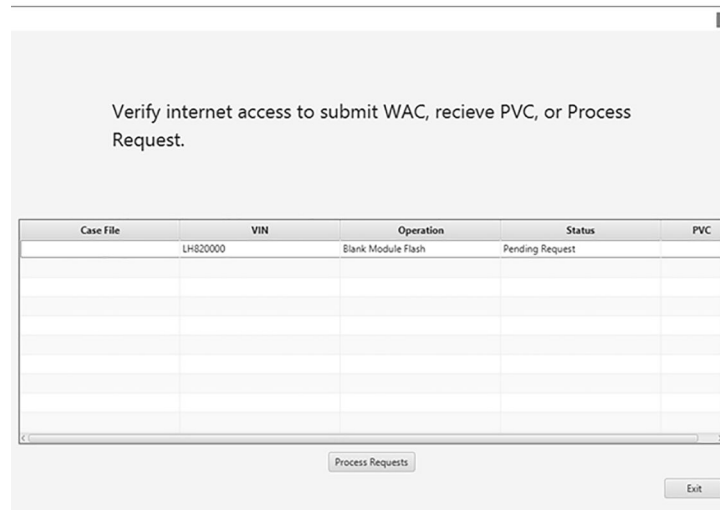 Verify internet access to submit WAC, recieve PVC, or Process
Request.
Case File VIN Operation Status PVC
LH820000 Blank Module Flash Pending Request
Process Requests
Exit